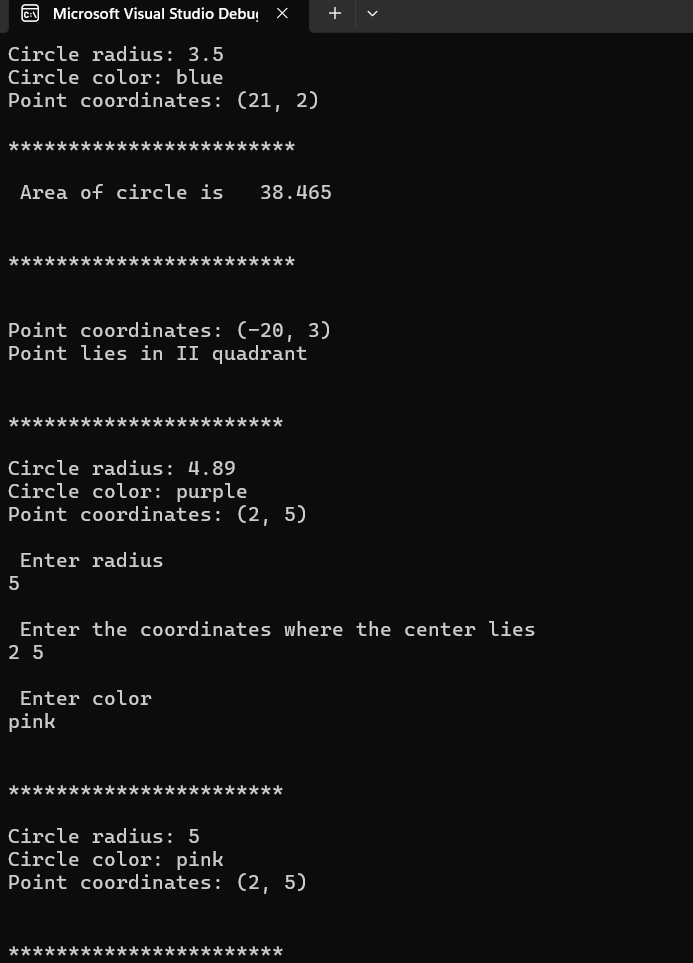 Microsoft Visual Studio Debug
Circle radius: 3.5
Circle color: blue
Point coordinates: (21, 2)
************************
Area of circle is   38.465
************************
Point coordinates: (-20, 3)
Point lies in II quadrant
***********************
Circle radius: 4.89
Circle color: purple
Point coordinates: (2, 5)
Enter radius
5
Enter the coordinates where the center lies
2 5
Enter color
pink
***********************
Circle radius: 5
Circle color: pink
Point coordinates: (2, 5)
***********************